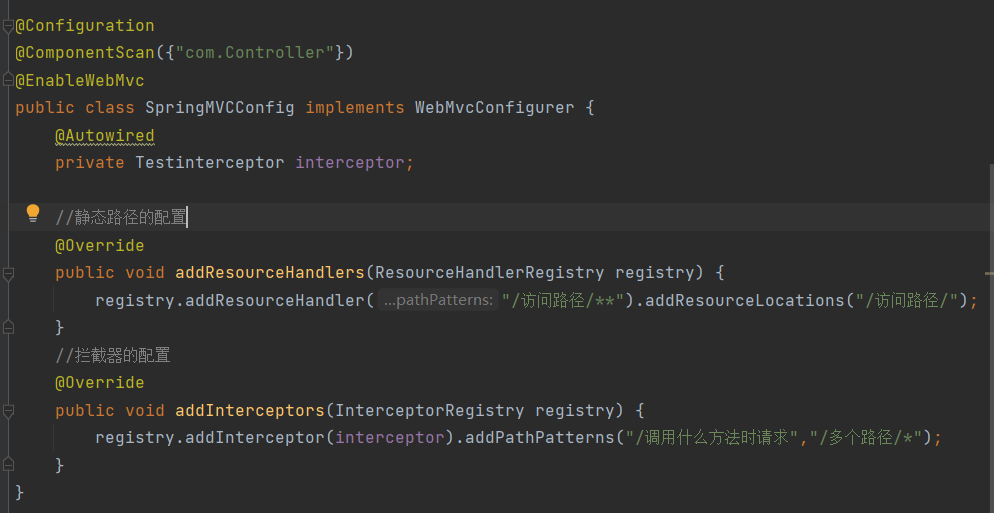 @Configuration
@ComponentScan({"com.Controller"})
@EnableWebMvc
public class SpringMVCConfig implements WebMvcConfigurer {
    @Autowired
    private Testinterceptor interceptor;
    //静态路径的配置
    @Override
    public void addResourceHandlers(ResourceHandlerRegistry registry) {
        registry.addResourceHandler( ...pathPatterns: "/访问路径/**").addResourceLocations("/访问路径/");
    }
    //拦截器的配置
    @Override
    public void addInterceptors(InterceptorRegistry registry) {
        registry.addInterceptor(interceptor).addPathPatterns("/调用什么方法时请求","/多个路径/*");
    }
}